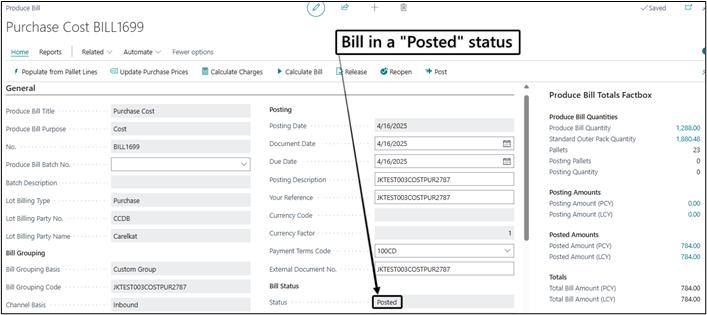 Produce Bill
Saved
Purchase Cost BILL1699
Bill in a "Posted" status
Home Reports Related Automate Fewer options
Populate from Pallet Lines Update Purchase Prices Calculate Charges Calculate Bill Release Reopen Post
General
Produce Bill Title Purchase Cost
Produce Bill Purpose Cost
No. BILL1699
Produce Bill Batch No.
Batch Description
Lot Billing Type Purchase
Lot Billing Party No. CCDB
Lot Billing Party Name Carelkat
Bill Grouping
Bill Grouping Basis Custom Group
Bill Grouping Code JKTEST003COSTPUR2787
Channel Basis Inbound
Posting
Posting Date 4/16/2025
Document Date 4/16/2025
Due Date 4/16/2025
Posting Description JKTEST003COSTPUR2787
Your Reference JKTEST003COSTPUR2787
Currency Code
Currency Factor 1
Payment Terms Code 100CD
External Document No. JKTEST003COSTPUR2787
Bill Status
Status Posted
Produce Bill Totals Factbox
Produce Bill Quantities
Produce Bill Quantity 1,288.00
Standard Outer Pack Quantity 1,880.48
Pallets 23
Posting Pallets 0
Posting Quantity 0
Posting Amounts
Posting Amount (PCY) 0.00
Posting Amount (LCY) 0.00
Posted Amounts
Posted Amount (PCY) 784.00
Posted Amount (LCY) 784.00
Totals
Total Bill Amount (PCY) 784.00
Total Bill Amount (LCY) 784.00